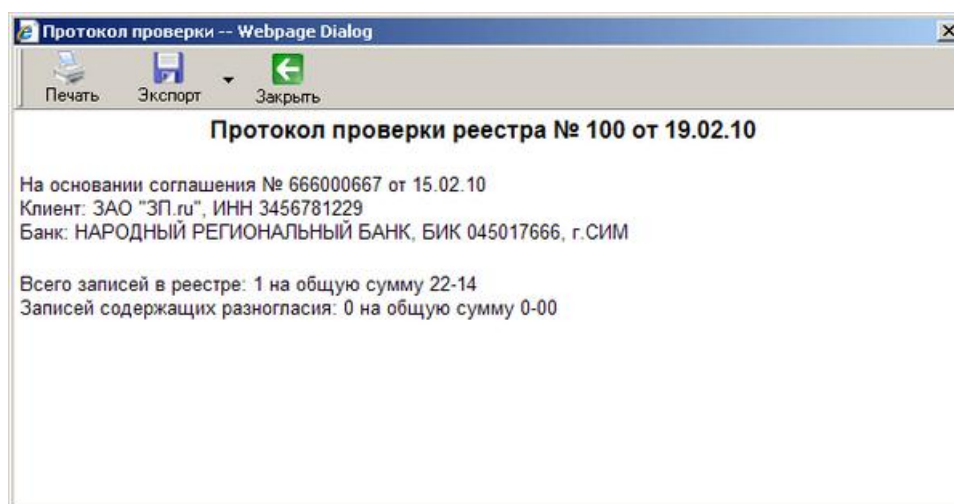 Протокол проверки -- Webpage Dialog
Печать Экспорт Закрыть
Протокол проверки реестра № 100 от 19.02.10
На основании соглашения № 666000667 от 15.02.10
Клиент: ЗАО "ЗП.ru", ИНН 3456781229
Банк: НАРОДНЫЙ РЕГИОНАЛЬНЫЙ БАНК, БИК 045017666, г.СИМ
Всего записей в реестре: 1 на общую сумму 22-14
Записей содержащих разногласия: 0 на общую сумму 0-00